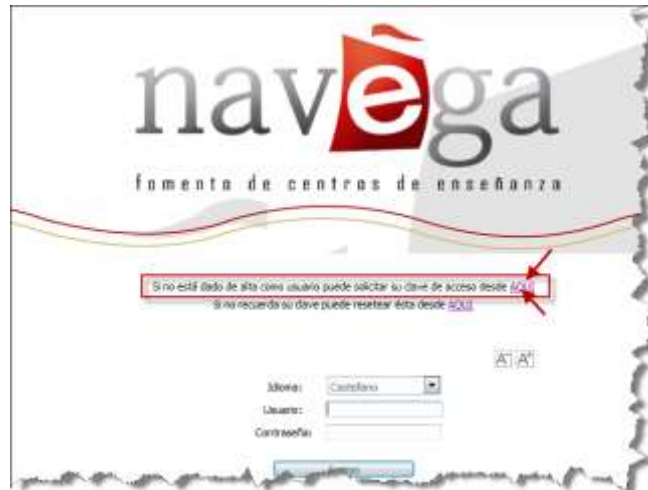 navèga
fomento de centros de enseñanza
Si no está dado de alta como usuario puede solicitar su clave de acceso desde AQUÍ
Si no recuerda su clave puede resetear ésta desde AQUÍ
A- A+
Idioma: Castellano
Usuario:
Contraseña: